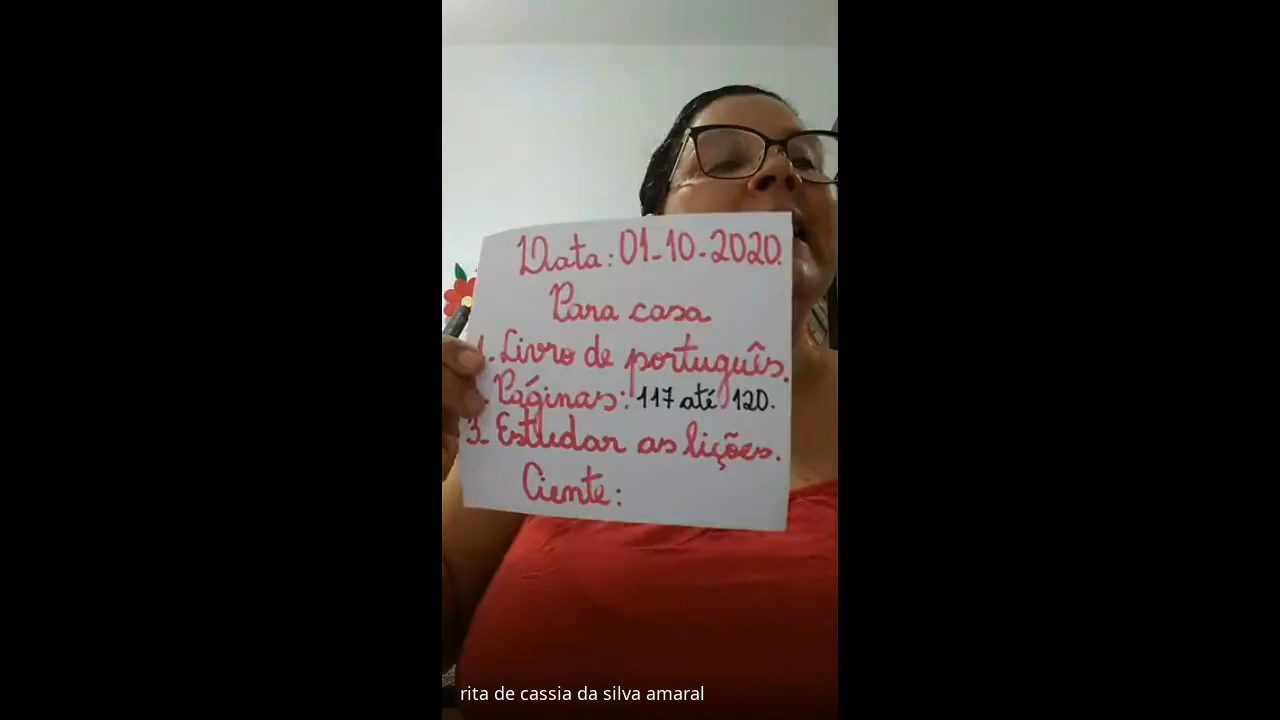 Data: 01-10-2020.
Para casa
1. Livro de português.
. Páginas: 117 até 120.
3- Estudar as lições.
Ciente:
rita de cassia da silva amaral